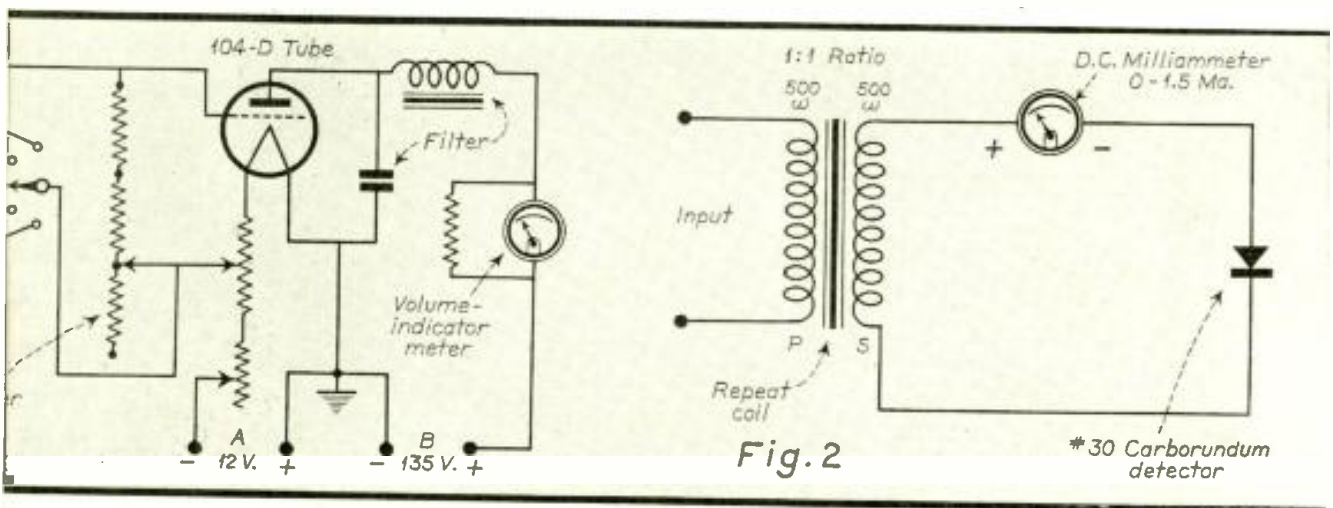 104-D Tube
Filter
Volume-
indicator
meter
A
- 12 V. +
B
- 135 V. +
1:1 Ratio
500 ω
500 ω
Input
P
S
Repeat
coil
D.C. Milliammeter
0-1.5 Ma.
+ -
#30 Carborundum
detector
Fig. 2